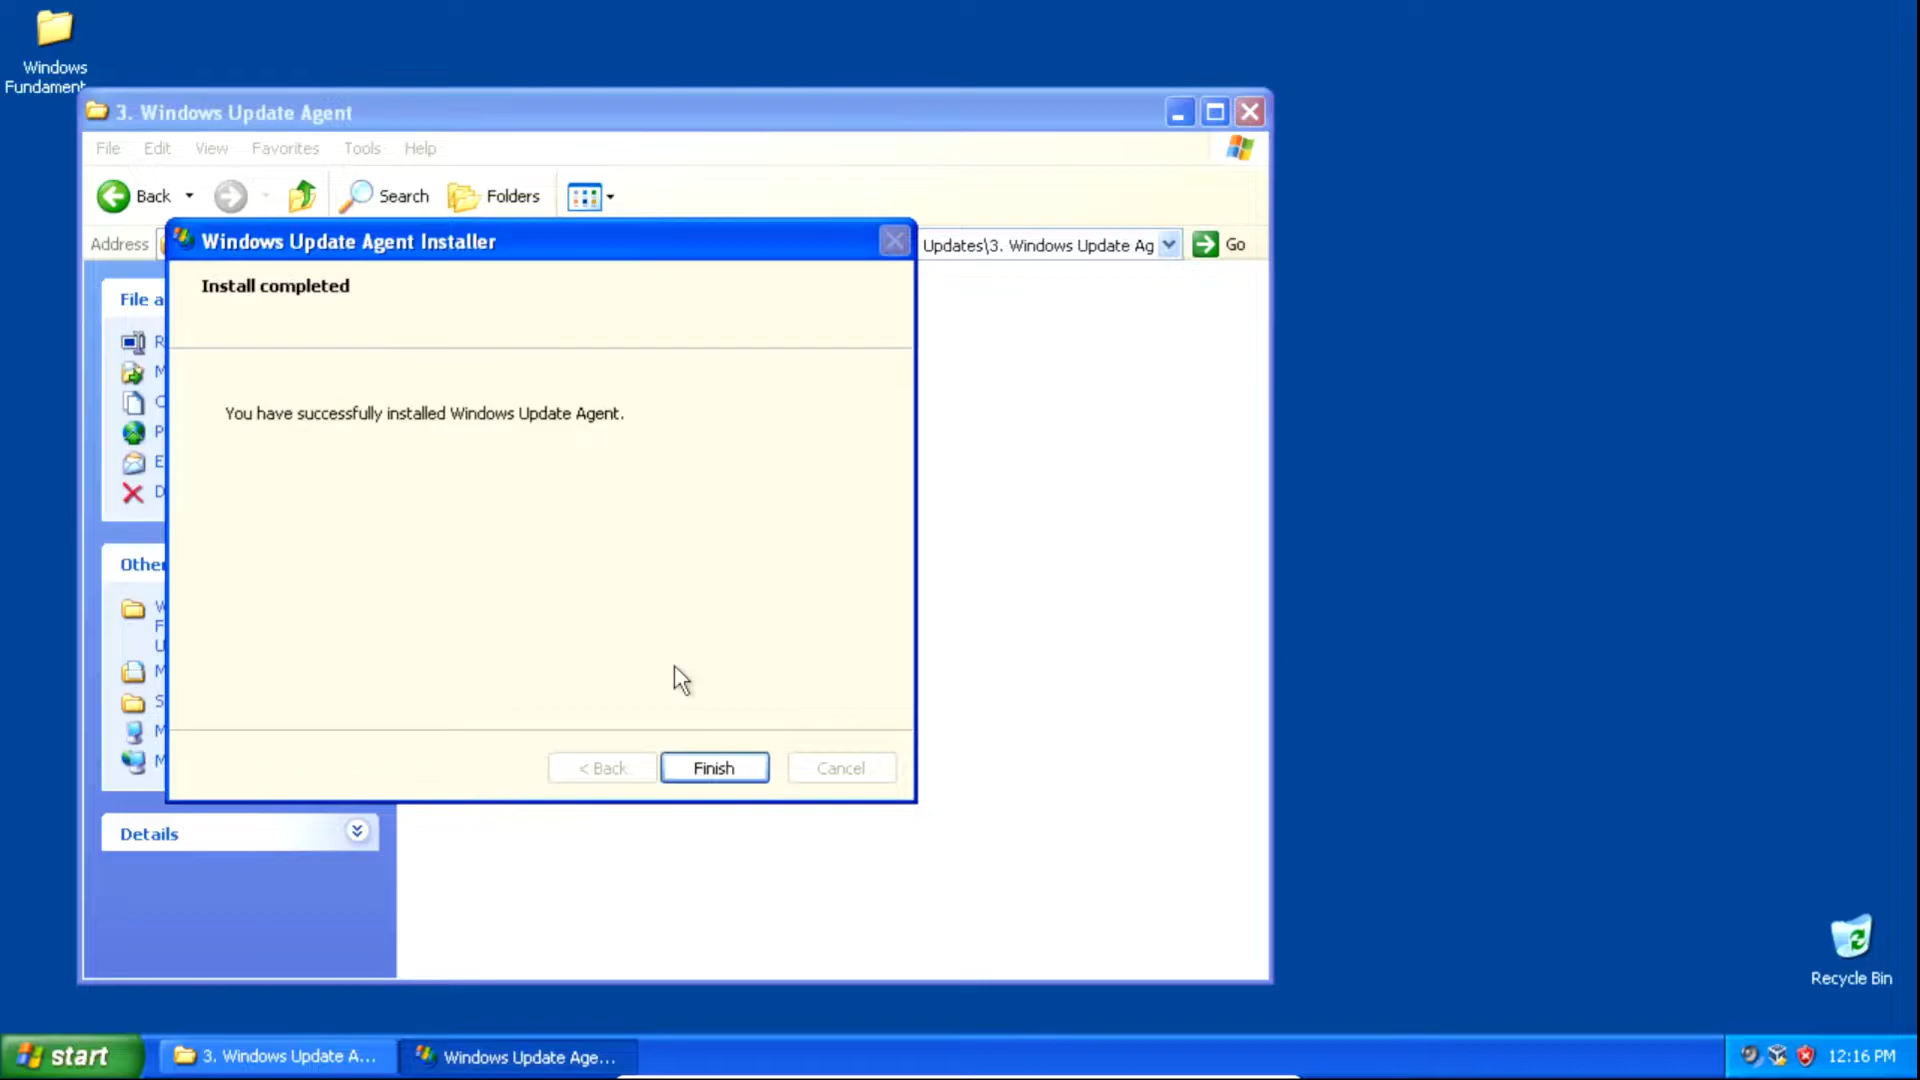 Windows
Fundament
3. Windows Update Agent
File Edit View Favorites Tools Help
Back Search Folders
Address Updates\3. Windows Update Ag Go
Windows Update Agent Installer
Install completed
You have successfully installed Windows Update Agent.
< Back Finish Cancel
File a
R
M
C
P
E
D
Other
W
F
U
M
S
M
M
Details
Recycle Bin
start 3. Windows Update A... Windows Update Age... 12:16 PM